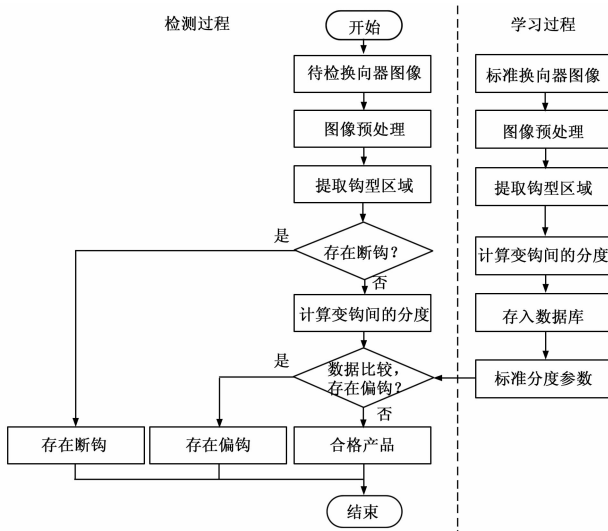 检测过程
学习过程
开始
待检换向器图像
标准换向器图像
图像预处理
图像预处理
提取钩型区域
提取钩型区域
是
存在断钩？
计算变钩间的分度
否
计算变钩间的分度
存入数据库
是
数据比较，
存在偏钩？
标准分度参数
否
存在断钩
存在偏钩
合格产品
结束